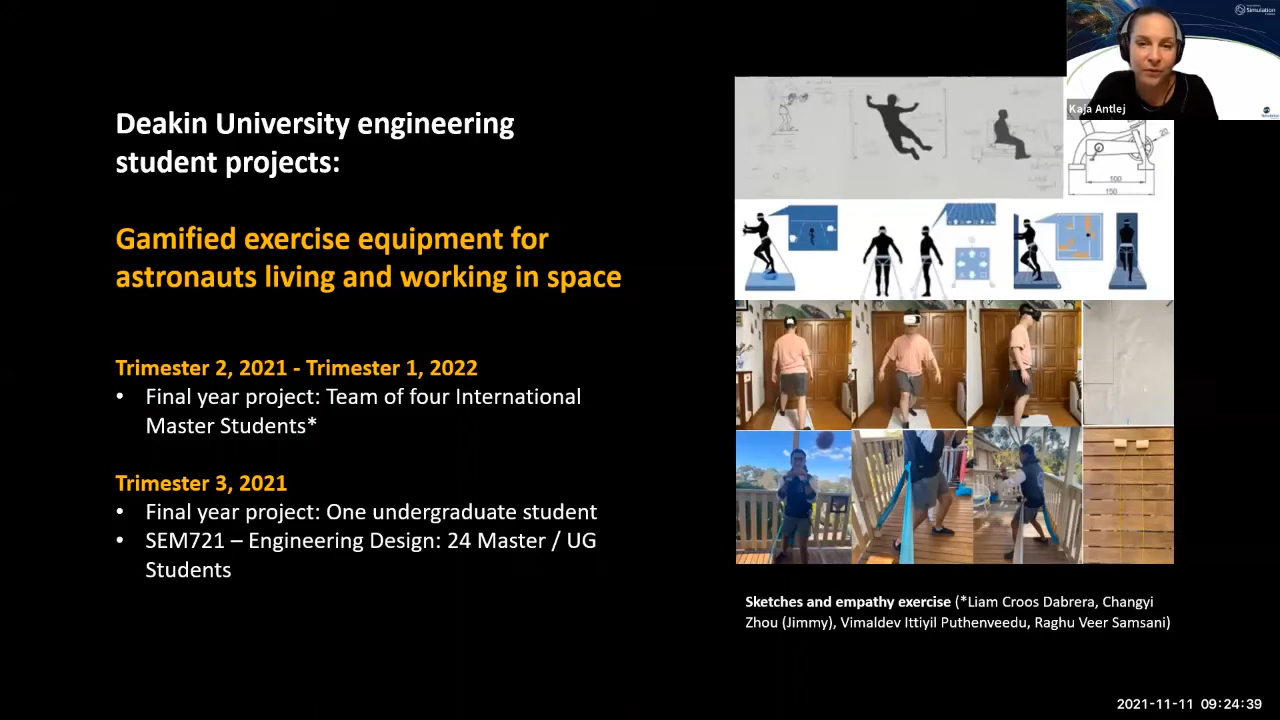 Deakin University engineering
student projects:
Gamified exercise equipment for
astronauts living and working in space
Trimester 2, 2021 - Trimester 1, 2022
• Final year project: Team of four International
Master Students*
Trimester 3, 2021
• Final year project: One undergraduate student
• SEM721 – Engineering Design: 24 Master / UG
Students
Simulation
Kaja Antlej
20
100
150
Sketches and empathy exercise (*Liam Croos Dabrera, Changyi
Zhou (Jimmy), Vimaldev Ittiyil Puthenveedu, Raghu Veer Samsani)
2021-11-11 09:24:39